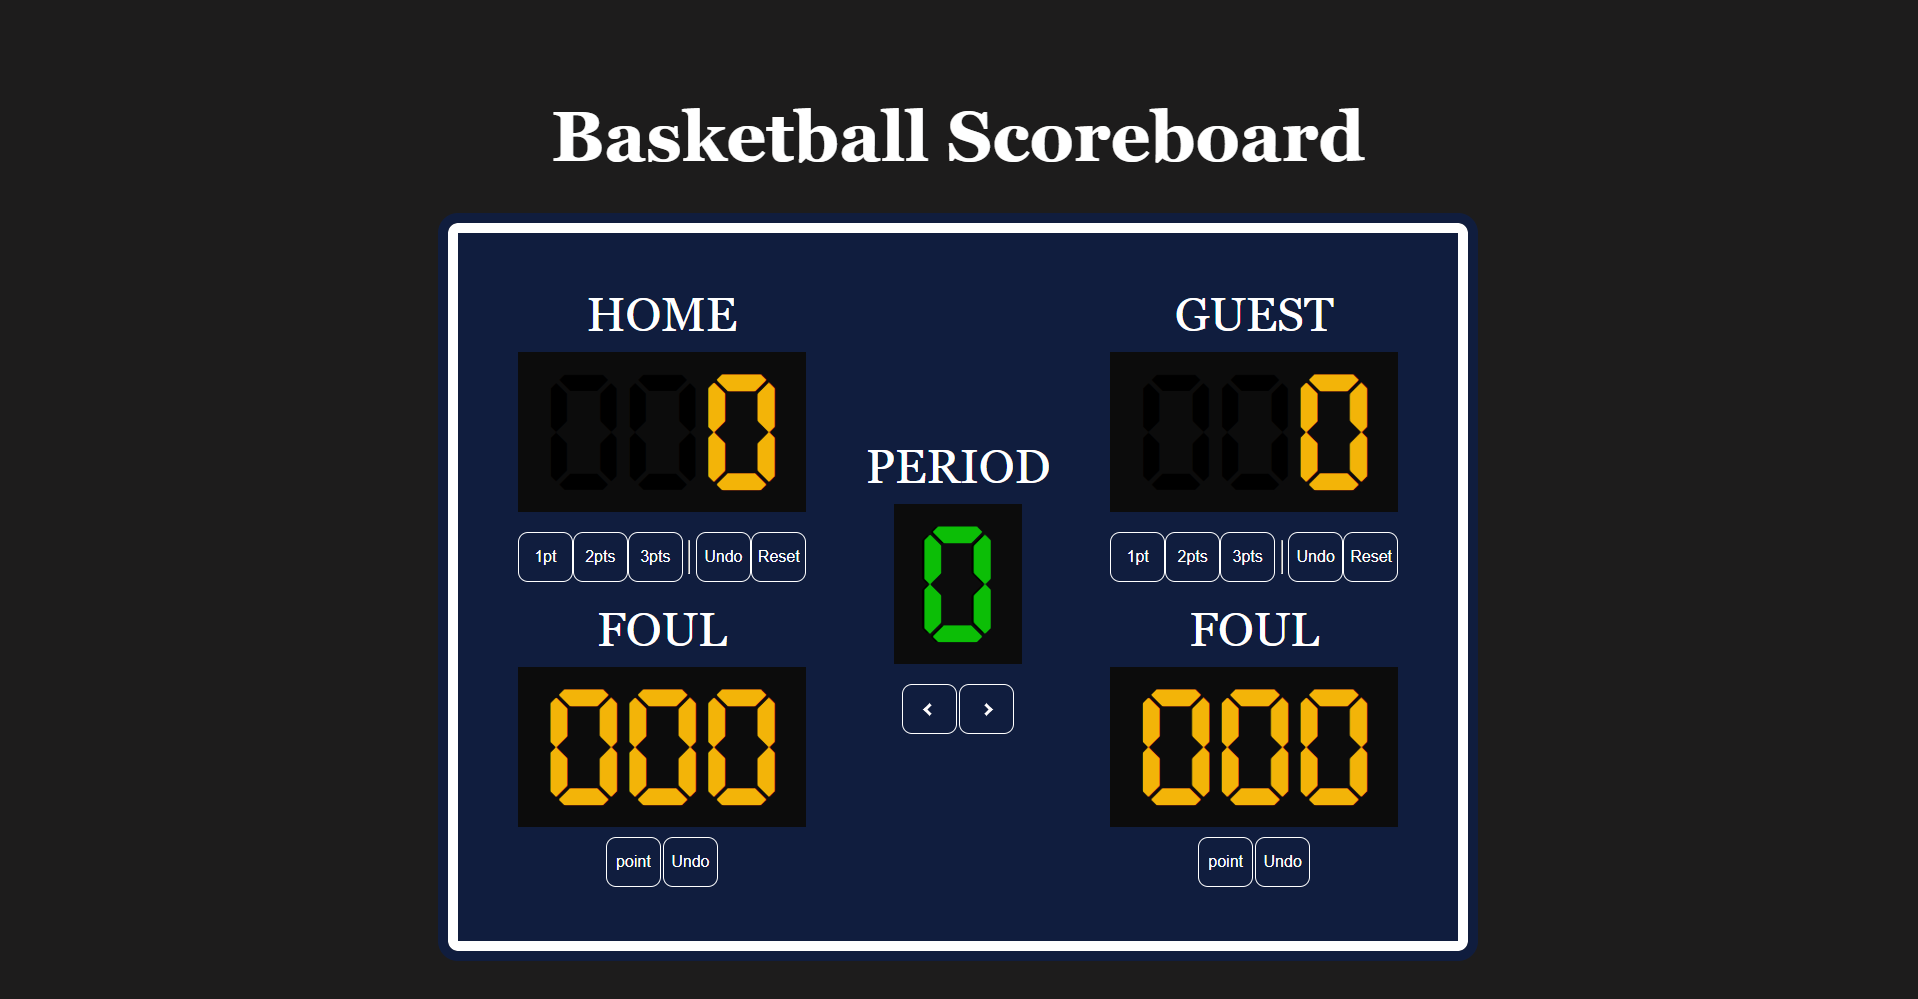 Basketball Scoreboard
HOME
0
1pt 2pts 3pts | Undo Reset
FOUL
000
point Undo
PERIOD
0
< >
GUEST
0
1pt 2pts 3pts | Undo Reset
FOUL
000
point Undo